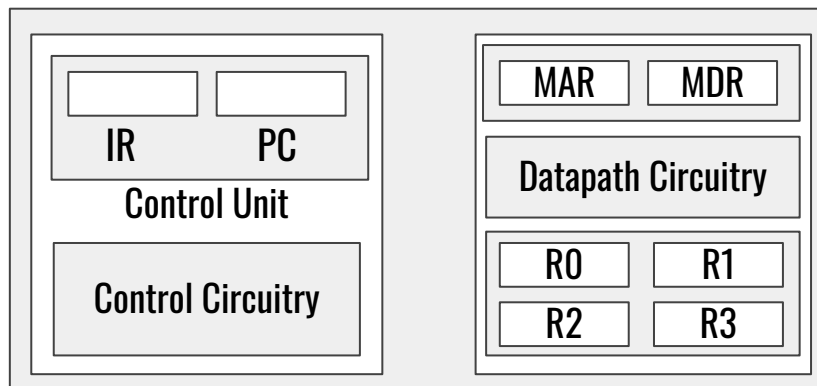 IR PC
Control Unit
Control Circuitry
MAR MDR
Datapath Circuitry
R0 R1
R2 R3